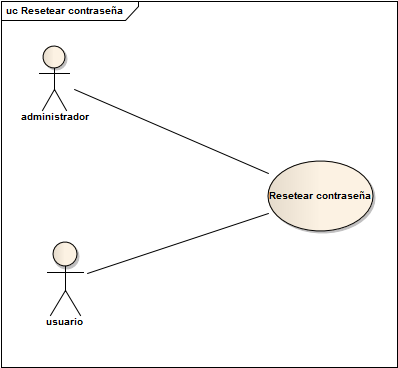 uc Resetear contraseña
administrador
Resetear contraseña
usuario